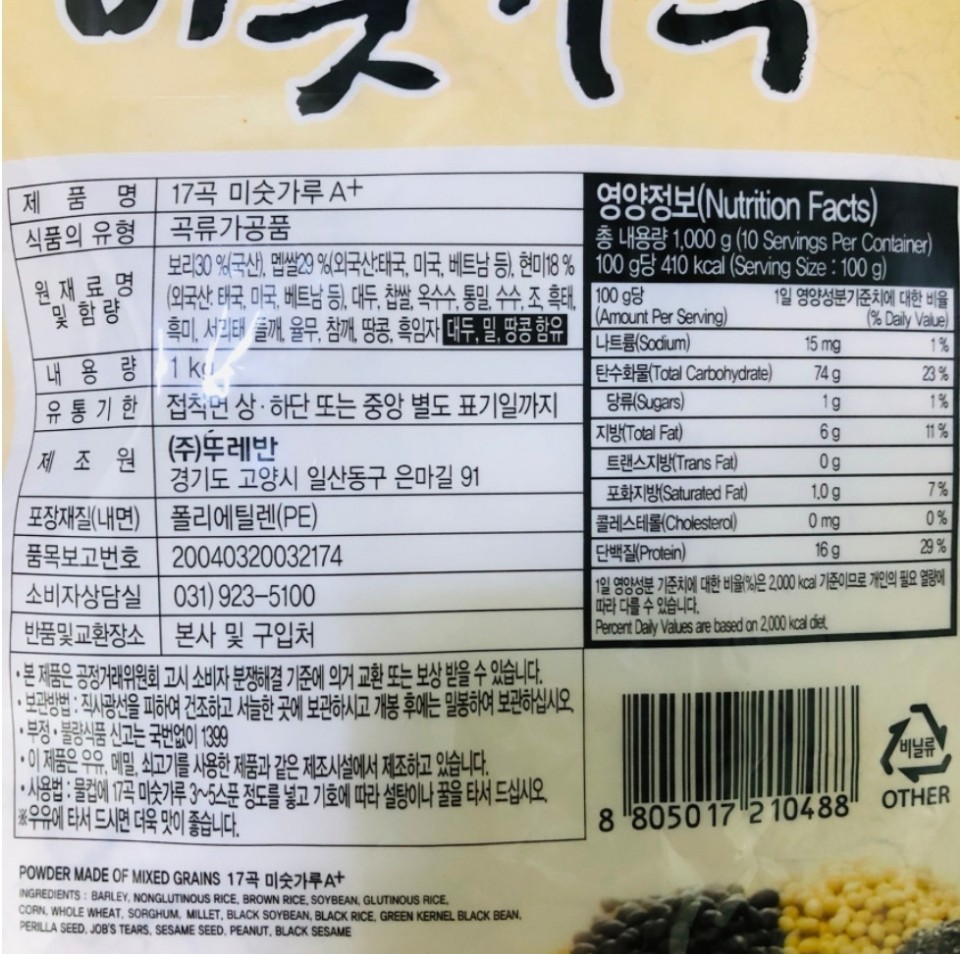 제 품 명 17곡 미숫가루 A+
식품의 유형 곡류가공품
원 재 료 명 및 함 량 보리30 %(국산), 멥쌀29 %(외국산:태국, 미국, 베트남 등), 현미18 %
(외국산: 태국, 미국, 베트남 등), 대두, 찹쌀, 옥수수, 통밀, 수수, 조, 흑태,
흑미, 서리태, 들깨, 율무, 참깨, 땅콩, 흑임자 대두, 밀, 땅콩 함유
내 용 량 1 kg
유 통 기 한 접착면 상·하단 또는 중앙 별도 표기일까지
제 조 원 (주)뚜레반
경기도 고양시 일산동구 은마길 91
포장재질(내면) 폴리에틸렌(PE)
품목보고번호 20040320032174
소비자상담실 031) 923-5100
반품및교환장소 본사 및 구입처
영양정보(Nutrition Facts)
총 내용량 1,000 g (10 Servings Per Container)
100 g당 410 kcal (Serving Size : 100 g)
100 g당 1일 영양성분기준치에 대한 비율
(Amount Per Serving) (% Daily Value)
나트륨(Sodium) 15 mg 1 %
탄수화물(Total Carbohydrate) 74 g 23 %
당류(Sugars) 1 g 1 %
지방(Total Fat) 6 g 11 %
트랜스지방(Trans Fat) 0 g
포화지방(Saturated Fat) 1.0 g 7 %
콜레스테롤(Cholesterol) 0 mg 0 %
단백질(Protein) 16 g 29 %
1일 영양성분 기준치에 대한 비율(%)은 2,000 kcal 기준이므로 개인의 필요 열량에
따라 다를 수 있습니다.
Percent Daily Values are based on 2,000 kcal diet.
·본 제품은 공정거래위원회 고시 소비자 분쟁해결 기준에 의거 교환 또는 보상 받을 수 있습니다.
·보관방법 : 직사광선을 피하여 건조하고 서늘한 곳에 보관하시고 개봉 후에는 밀봉하여 보관하십시오.
·부정·불량식품 신고는 국번없이 1399
·이 제품은 우유, 메밀, 쇠고기를 사용한 제품과 같은 제조시설에서 제조하고 있습니다.
·사용법 : 물컵에 17곡 미숫가루 3~5스푼 정도를 넣고 기호에 따라 설탕이나 꿀을 타서 드십시오.
※우유에 타서 드시면 더욱 맛이 좋습니다.
8 805017 210488
비닐류
OTHER
POWDER MADE OF MIXED GRAINS 17곡 미숫가루A+
INGREDIENTS : BARLEY, NONGLUTINOUS RICE, BROWN RICE, SOYBEAN, GLUTINOUS RICE,
CORN, WHOLE WHEAT, SORGHUM, MILLET, BLACK SOYBEAN, BLACK RICE, GREEN KERNEL BLACK BEAN,
PERILLA SEED, JOB'S TEARS, SESAME SEED, PEANUT, BLACK SESAME